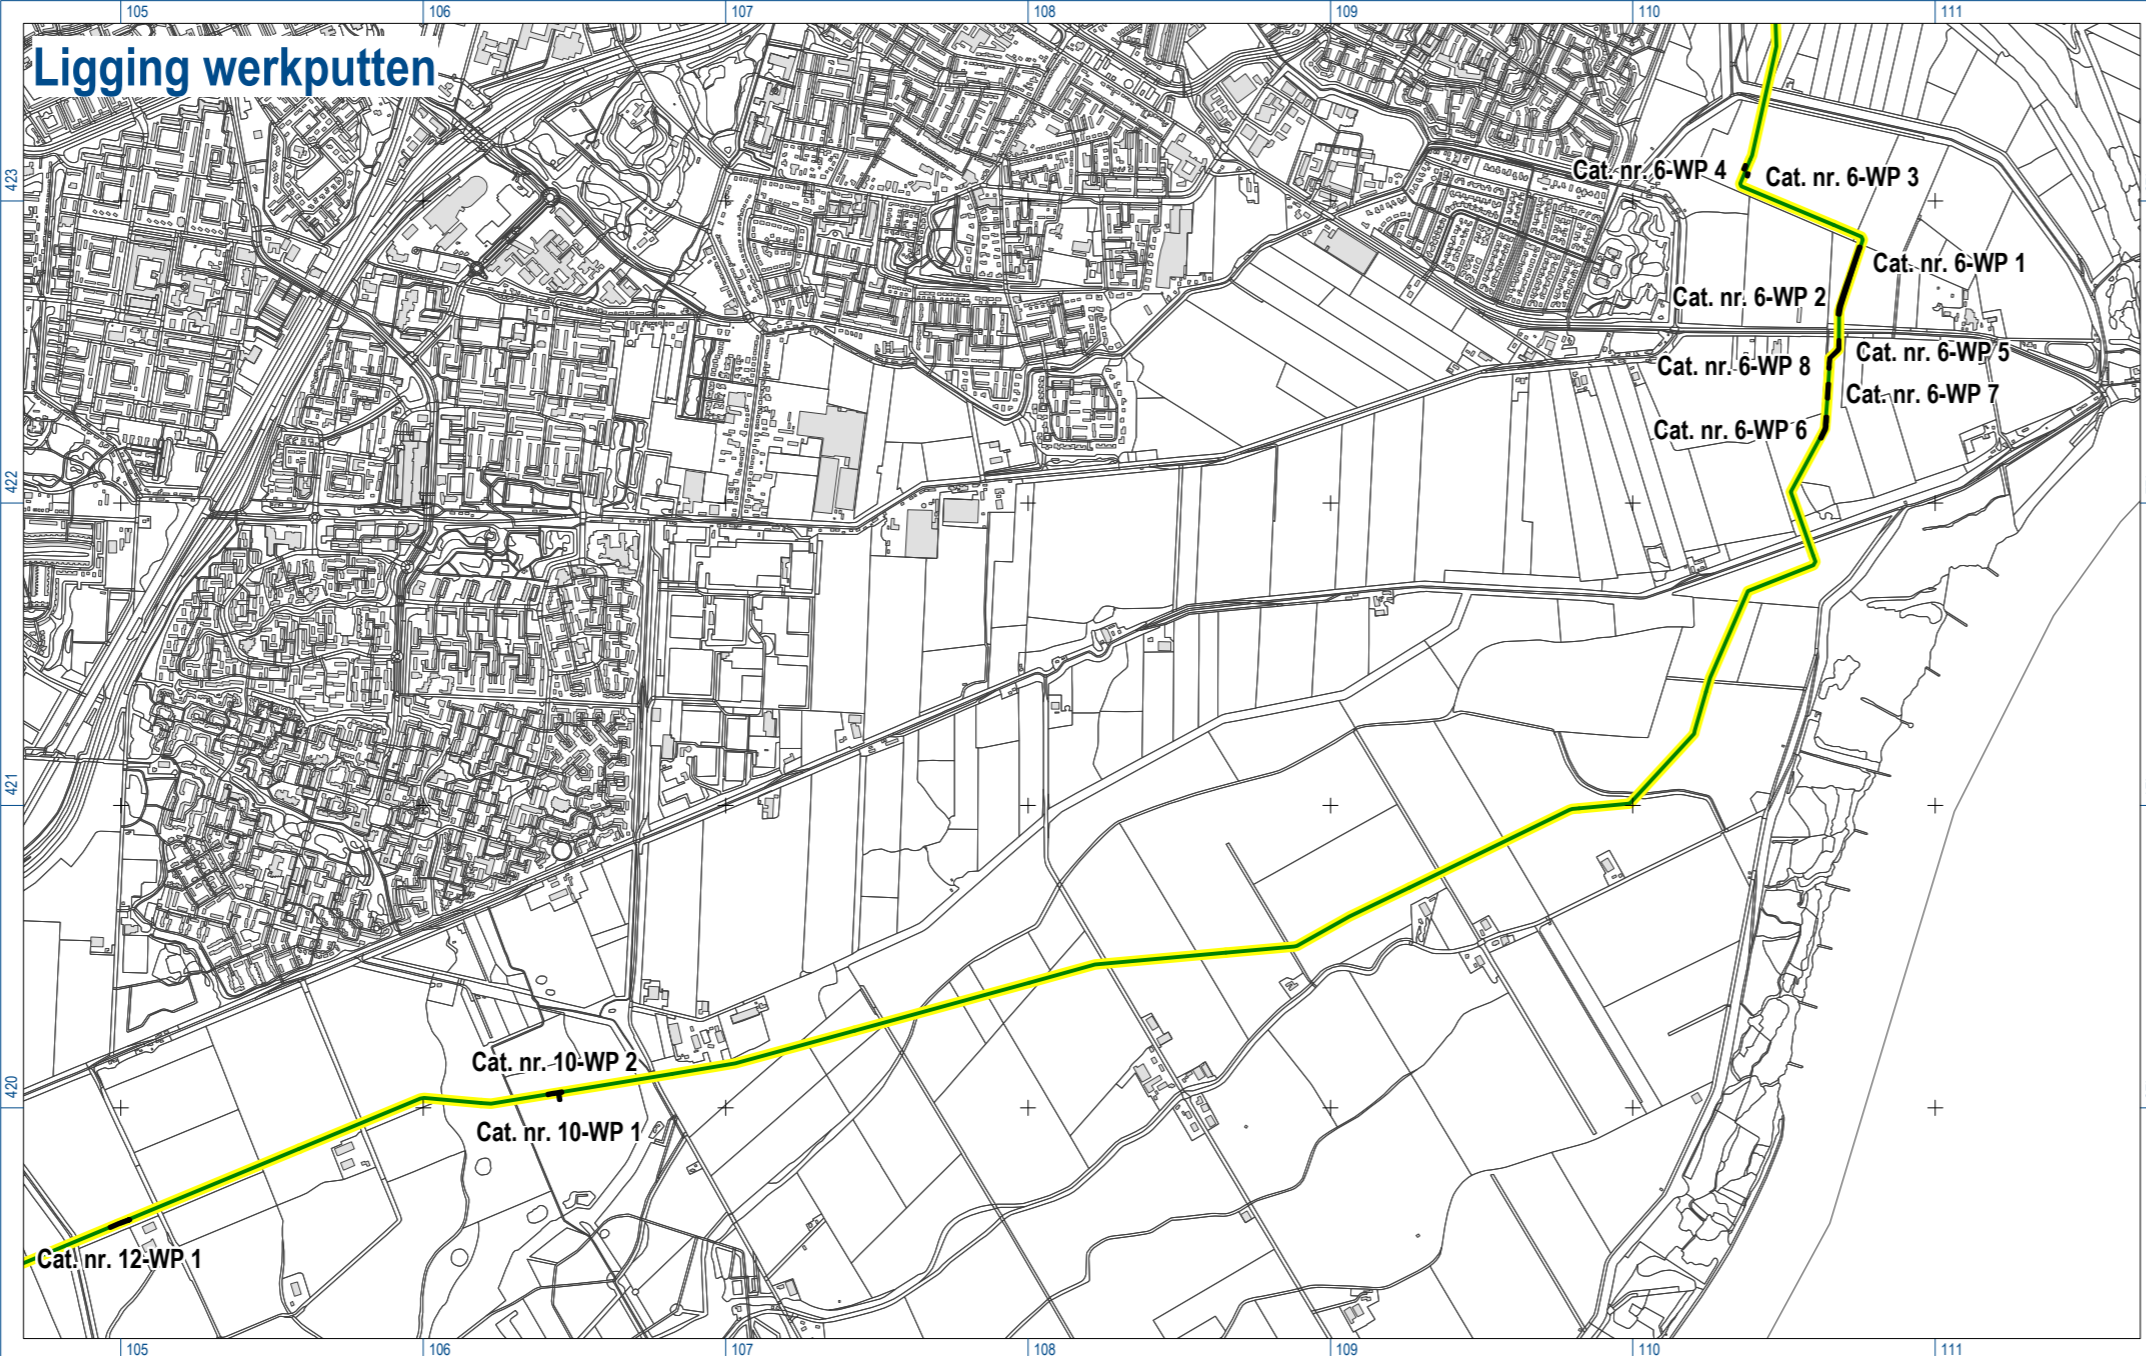 105 106 107 108 109 110 111
Ligging werkputten
423
Cat. nr. 6-WP 4
Cat. nr. 6-WP 3
Cat. nr. 6-WP 1
Cat. nr. 6-WP 2
Cat. nr. 6-WP 5
Cat. nr. 6-WP 8
Cat. nr. 6-WP 7
Cat. nr. 6-WP 6
422
421
Cat. nr. 10-WP 2
420
Cat. nr. 10-WP 1
Cat. nr. 12-WP 1
105 106 107 108 109 110 111